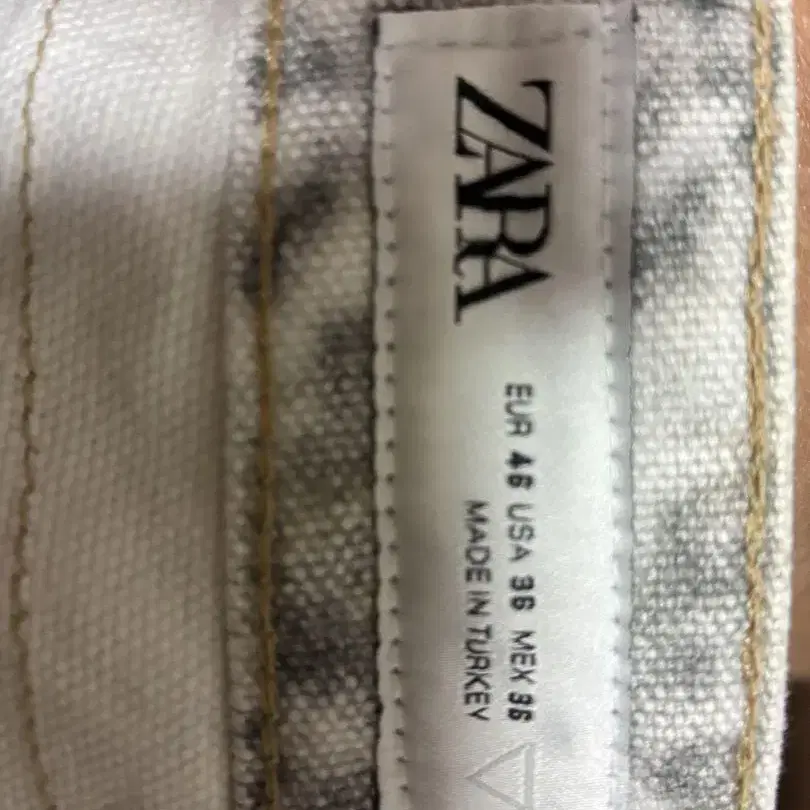 ZARA
EUR 46 USA 36 MEX 36
MADE IN TURKEY